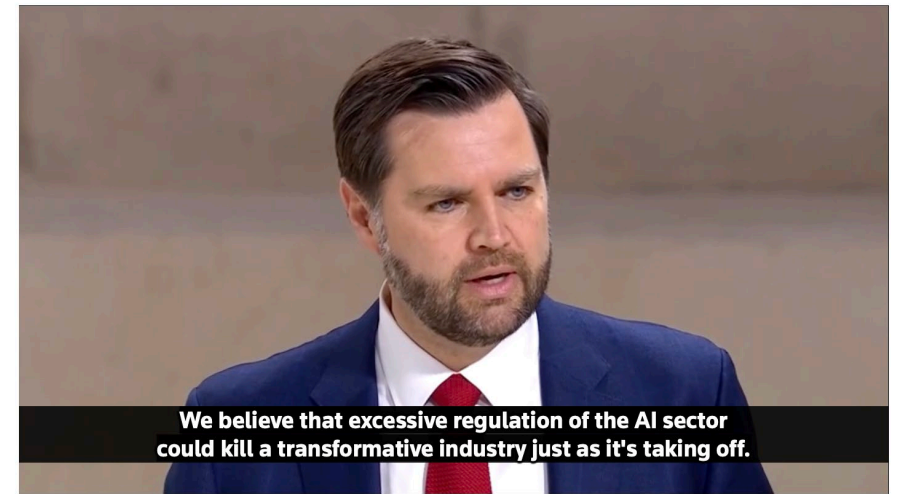 We believe that excessive regulation of the AI sector
could kill a transformative industry just as it's taking off.